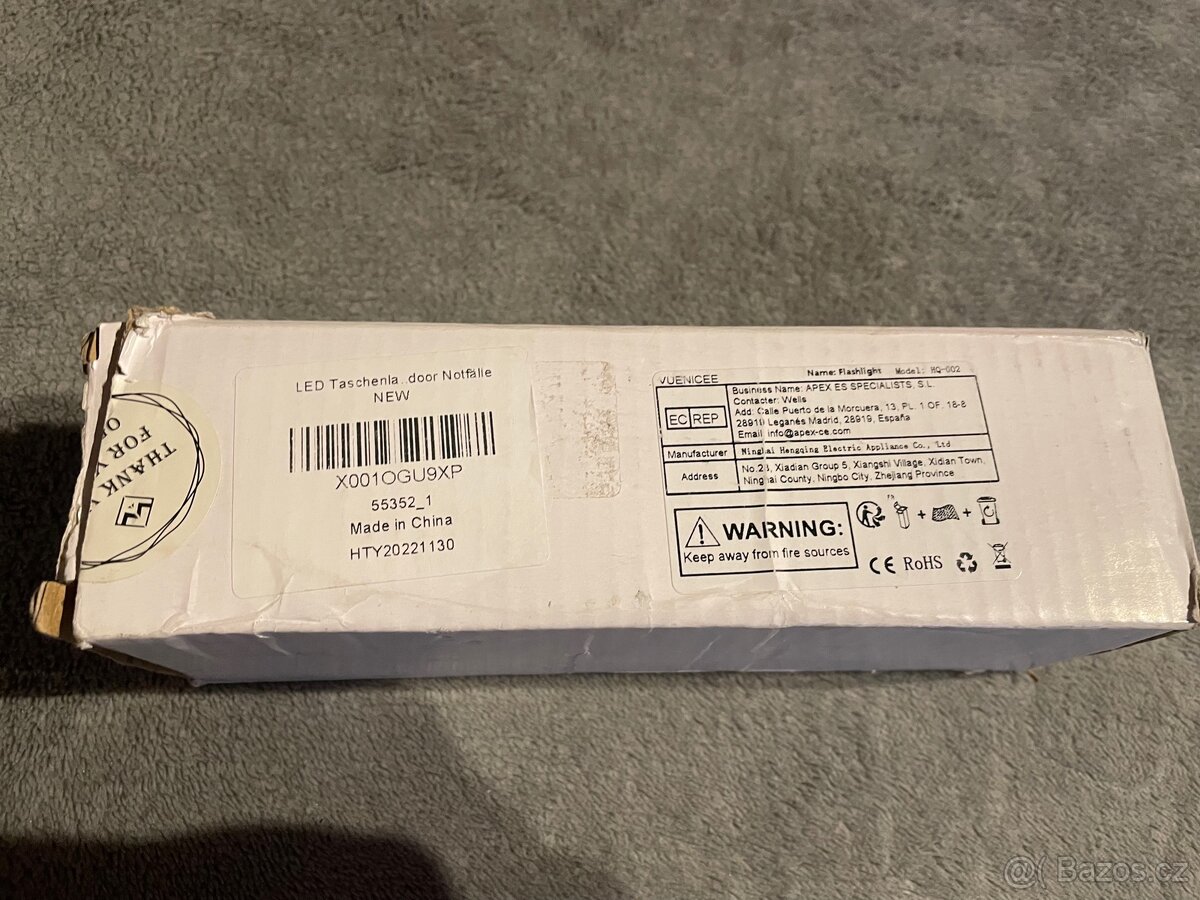 THANK
FOR
LED Taschenla..door Notfälle
NEW
X001OGU9XP
55352_1
Made in China
HTY20221130
VUENICEE
Name: Flashlight Model: HQ-002
EC REP
Business Name: APEX ES SPECIALISTS, S.L.
Contacter: Wells
Add: Calle Puerto de la Morcuera, 13, PL. 1 OF. 18-8
28919 Leganés Madrid, 28919, España
Email: info@apex-ce.com
Manufacturer Ninghai Hengqing Electric Appliance Co., Ltd
Address
No.28, Xiadian Group 5, Xiangshi Village, Xidian Town,
Ninghai County, Ningbo City, Zhejiang Province
WARNING:
Keep away from fire sources
FR
+ +
CE RoHS
@( Bazos.cz